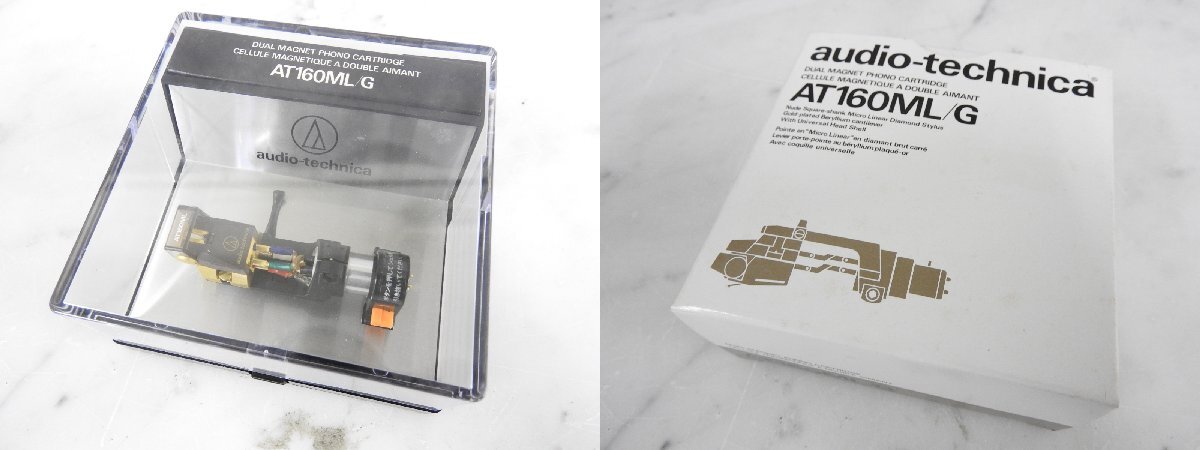 DUAL MAGNET PHONO CARTRIDGE
CELLULE MAGNETIQUE A DOUBLE AIMANT
AT160ML/G
audio-technica
audio-technica®
DUAL MAGNET PHONO CARTRIDGE
CELLULE MAGNETIQUE A DOUBLE AIMANT
AT160ML/G
Nude Square-shank Micro Linear Diamond Stylus
Gold-plated Beryllium cantilever
With Universal Head Shell
Pointe en "Micro Linear" en diamant brut carré
Levier porte-pointe au béryllium plaqué-or
Avec coquille universelle